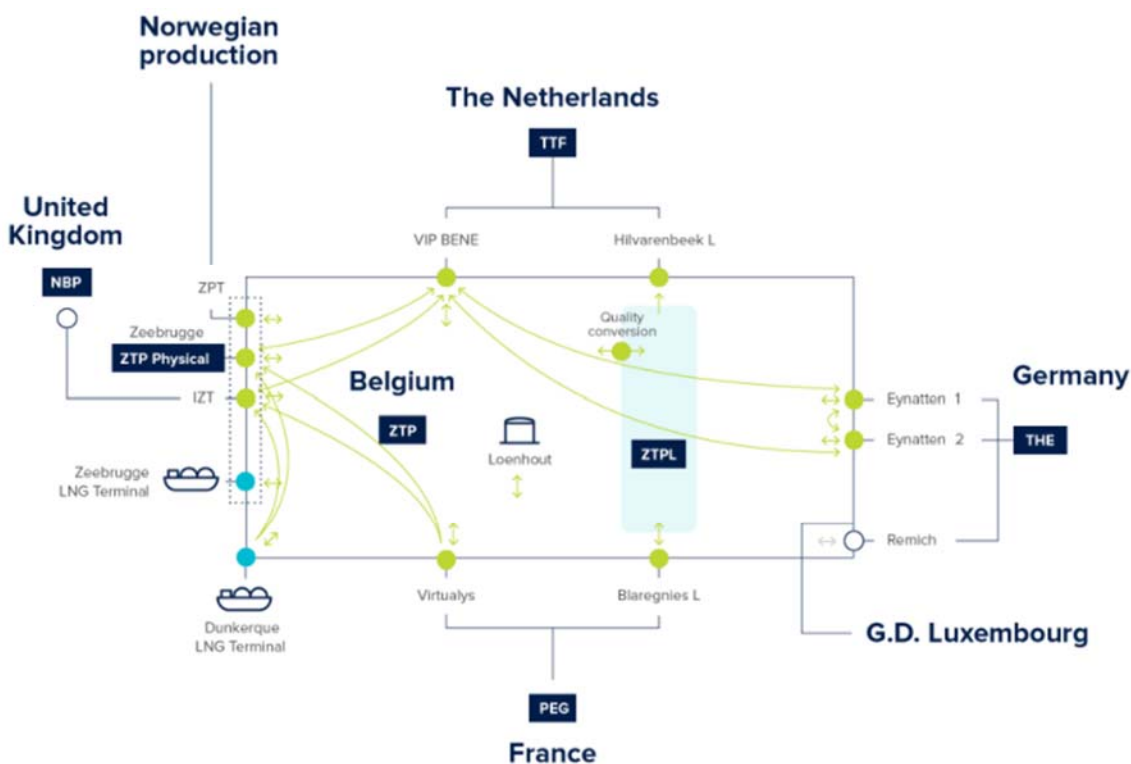 Norwegian
production
The Netherlands
TTF
United
Kingdom
NBP
VIP BENE
Hilvarenbeek L
ZPT
Zeebrugge
ZTP Physical
IZT
Quality
conversion
Belgium
ZTP
Loenhout
ZTPL
Germany
Eynatten 1
Eynatten 2
THE
Zeebrugge
LNG Terminal
Remich
Virtualys
Blaregnies L
Dunkerque
LNG Terminal
G.D. Luxembourg
PEG
France